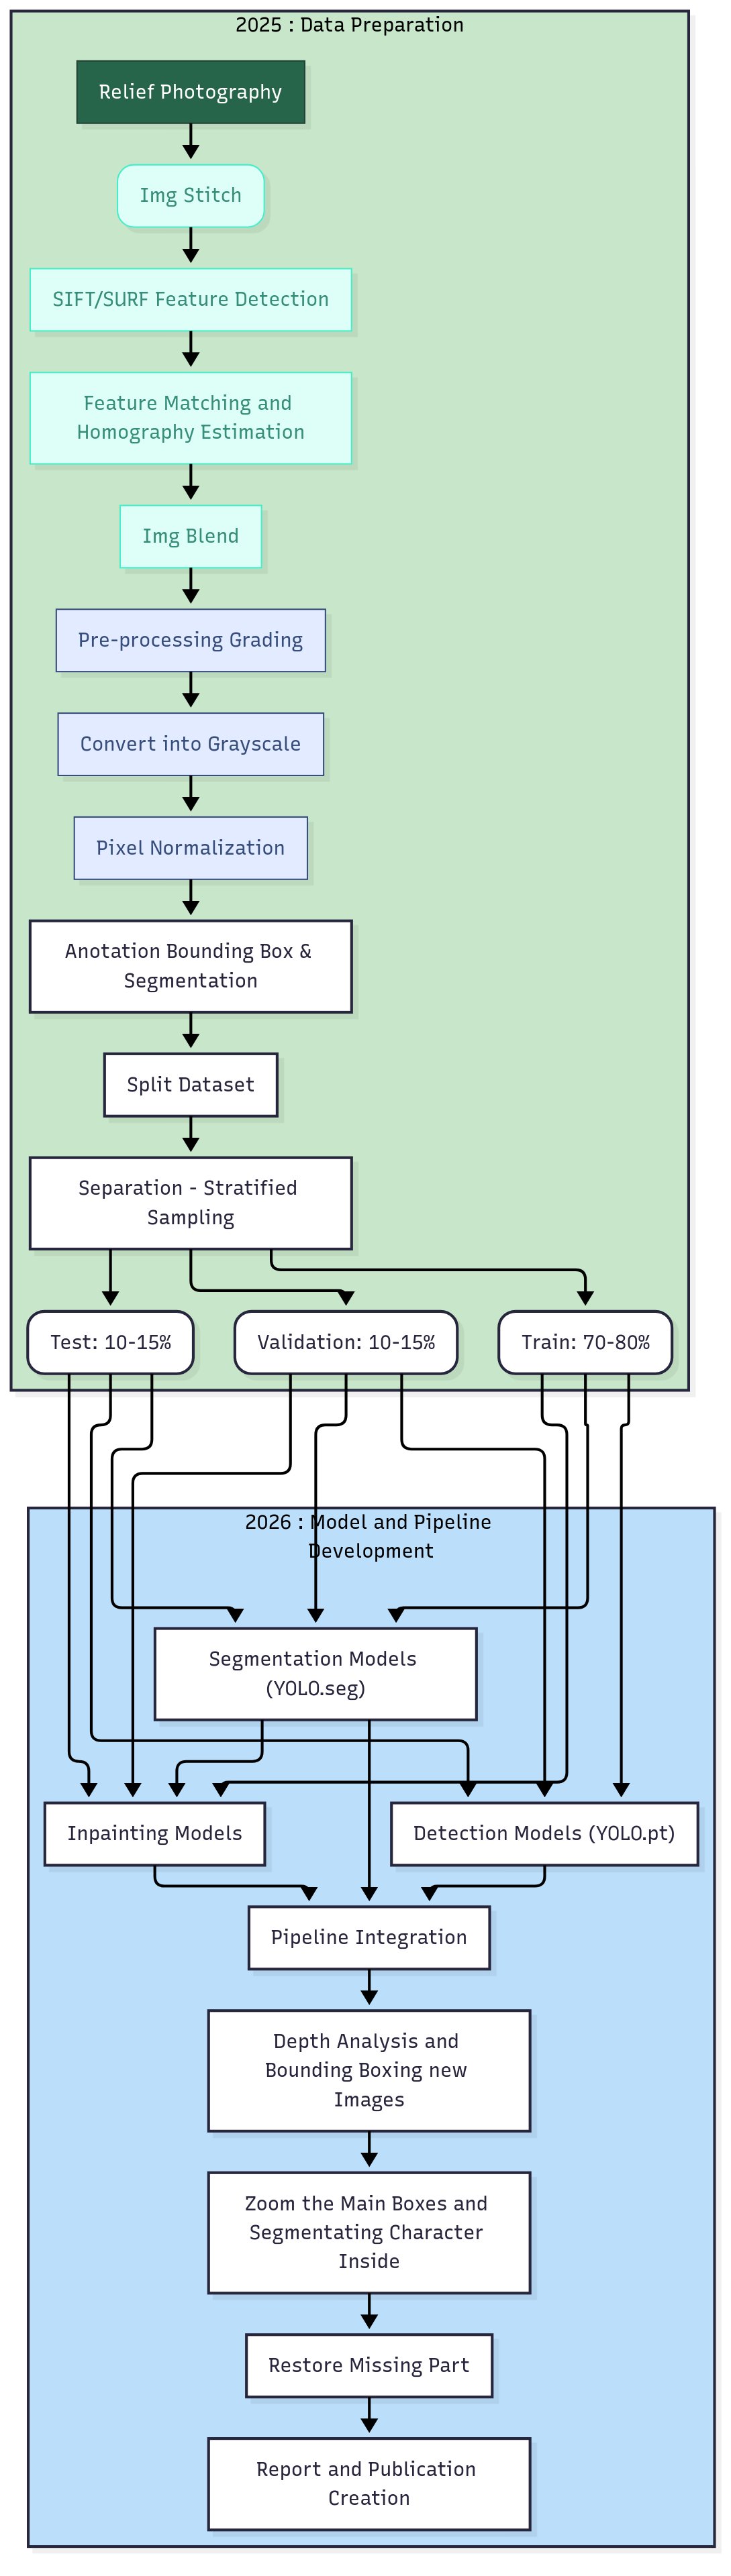 2025 : Data Preparation
Relief Photography
Img Stitch
SIFT/SURF Feature Detection
Feature Matching and
Homography Estimation
Img Blend
Pre-processing Grading
Convert into Grayscale
Pixel Normalization
Anotation Bounding Box &
Segmentation
Split Dataset
Separation - Stratified
Sampling
Test: 10-15%
Validation: 10-15%
Train: 70-80%
2026 : Model and Pipeline
Development
Segmentation Models
(YOLO.seg)
Inpainting Models
Detection Models (YOLO.pt)
Pipeline Integration
Depth Analysis and
Bounding Boxing new
Images
Zoom the Main Boxes and
Segmentating Character
Inside
Restore Missing Part
Report and Publication
Creation